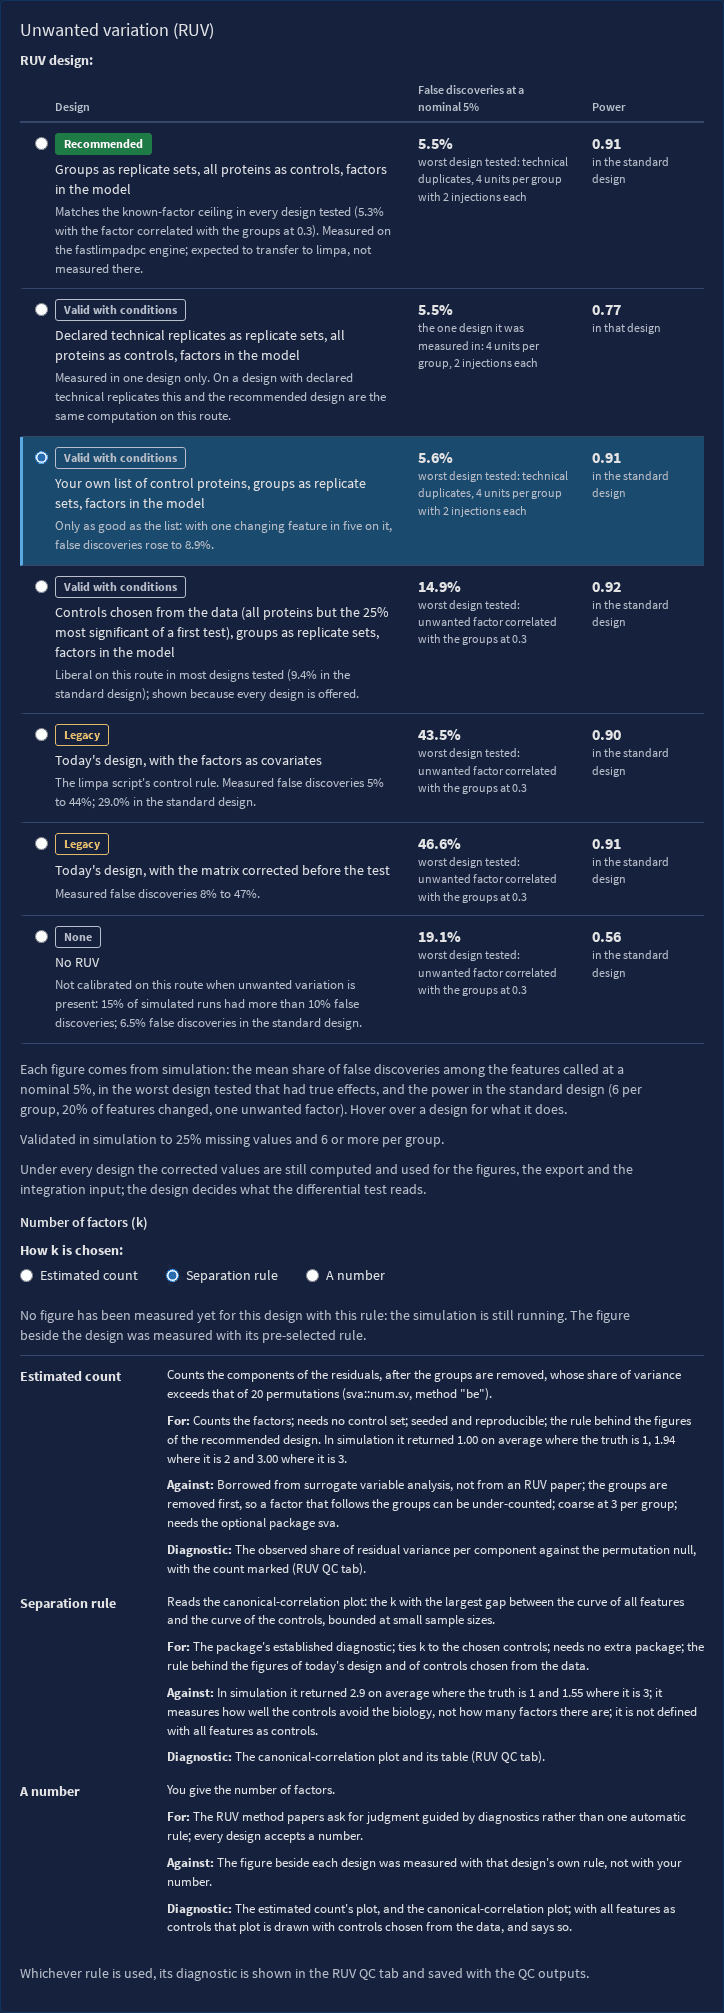 Unwanted variation (RUV)
RUV design:
Design
False discoveries at a
nominal 5%
Power
Recommended
Groups as replicate sets, all proteins as controls, factors
in the model
Matches the known-factor ceiling in every design tested (5.3%
with the factor correlated with the groups at 0.3). Measured on
the fastlimpadpc engine; expected to transfer to limpa, not
measured there.
5.5%
worst design tested: technical
duplicates, 4 units per group
with 2 injections each
0.91
in the standard
design
Valid with conditions
Declared technical replicates as replicate sets, all
proteins as controls, factors in the model
Measured in one design only. On a design with declared
technical replicates this and the recommended design are the
same computation on this route.
5.5%
the one design it was
measured in: 4 units per
group, 2 injections each
0.77
in that design
Valid with conditions
Your own list of control proteins, groups as replicate
sets, factors in the model
Only as good as the list: with one changing feature in five on it,
false discoveries rose to 8.9%.
5.6%
worst design tested: technical
duplicates, 4 units per group
with 2 injections each
0.91
in the standard
design
Valid with conditions
Controls chosen from the data (all proteins but the 25%
most significant of a first test), groups as replicate sets,
factors in the model
Liberal on this route in most designs tested (9.4% in the
standard design); shown because every design is offered.
14.9%
worst design tested:
unwanted factor correlated
with the groups at 0.3
0.92
in the standard
design
Legacy
Today's design, with the factors as covariates
The limpa script's control rule. Measured false discoveries 5%
to 44%; 29.0% in the standard design.
43.5%
worst design tested:
unwanted factor correlated
with the groups at 0.3
0.90
in the standard
design
Legacy
Today's design, with the matrix corrected before the test
Measured false discoveries 8% to 47%.
46.6%
worst design tested:
unwanted factor correlated
with the groups at 0.3
0.91
in the standard
design
None
No RUV
Not calibrated on this route when unwanted variation is
present: 15% of simulated runs had more than 10% false
discoveries; 6.5% false discoveries in the standard design.
19.1%
worst design tested:
unwanted factor correlated
with the groups at 0.3
0.56
in the standard
design
Each figure comes from simulation: the mean share of false discoveries among the features called at a
nominal 5%, in the worst design tested that had true effects, and the power in the standard design (6 per
group, 20% of features changed, one unwanted factor). Hover over a design for what it does.
Validated in simulation to 25% missing values and 6 or more per group.
Under every design the corrected values are still computed and used for the figures, the export and the
integration input; the design decides what the differential test reads.
Number of factors (k)
How k is chosen:
Estimated count
Separation rule
A number
No figure has been measured yet for this design with this rule: the simulation is still running. The figure
beside the design was measured with its pre-selected rule.
Estimated count
Counts the components of the residuals, after the groups are removed, whose share of variance
exceeds that of 20 permutations (sva::num.sv, method "be").
For: Counts the factors; needs no control set; seeded and reproducible; the rule behind the figures
of the recommended design. In simulation it returned 1.00 on average where the truth is 1, 1.94
where it is 2 and 3.00 where it is 3.
Against: Borrowed from surrogate variable analysis, not from an RUV paper; the groups are
removed first, so a factor that follows the groups can be under-counted; coarse at 3 per group;
needs the optional package sva.
Diagnostic: The observed share of residual variance per component against the permutation null,
with the count marked (RUV QC tab).
Separation rule
Reads the canonical-correlation plot: the k with the largest gap between the curve of all features
and the curve of the controls, bounded at small sample sizes.
For: The package's established diagnostic; ties k to the chosen controls; needs no extra package; the
rule behind the figures of today's design and of controls chosen from the data.
Against: In simulation it returned 2.9 on average where the truth is 1 and 1.55 where it is 3; it
measures how well the controls avoid the biology, not how many factors there are; it is not defined
with all features as controls.
Diagnostic: The canonical-correlation plot and its table (RUV QC tab).
A number
You give the number of factors.
For: The RUV method papers ask for judgment guided by diagnostics rather than one automatic
rule; every design accepts a number.
Against: The figure beside each design was measured with that design's own rule, not with your
number.
Diagnostic: The estimated count's plot, and the canonical-correlation plot; with all features as
controls that plot is drawn with controls chosen from the data, and says so.
Whichever rule is used, its diagnostic is shown in the RUV QC tab and saved with the QC outputs.